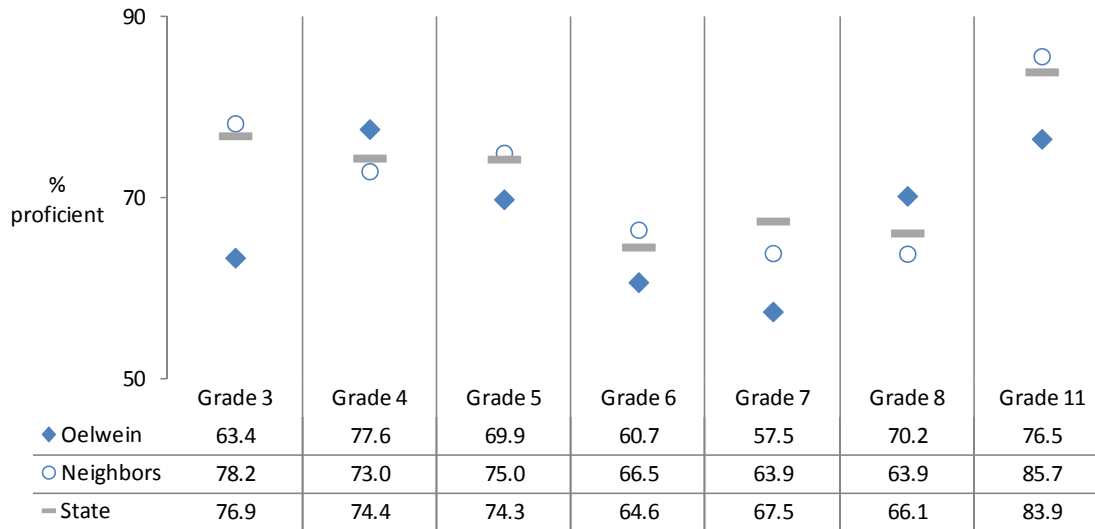 90
%
proficient
70
50
Grade 3 Grade 4 Grade 5 Grade 6 Grade 7 Grade 8 Grade 11
Oelwein 63.4 77.6 69.9 60.7 57.5 70.2 76.5
Neighbors 78.2 73.0 75.0 66.5 63.9 63.9 85.7
State 76.9 74.4 74.3 64.6 67.5 66.1 83.9